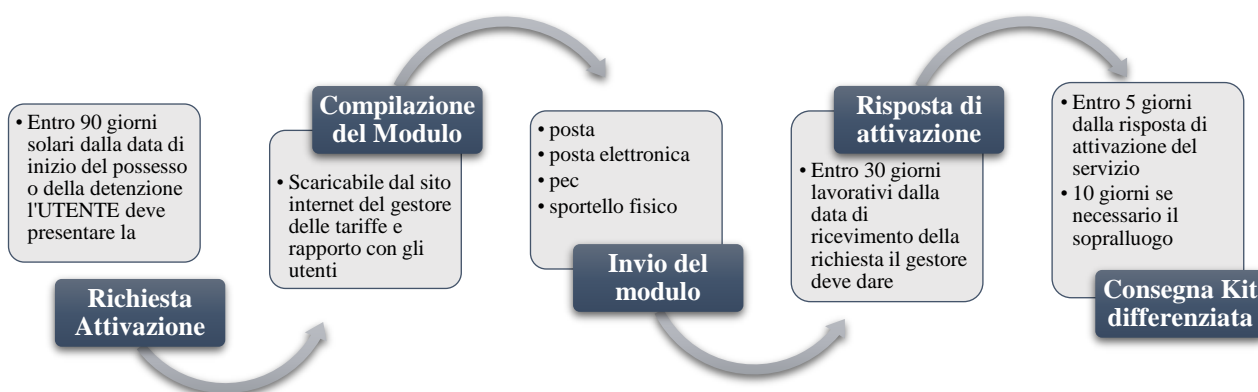 • Entro 90 giorni
solari dalla data di
inizio del possesso
o della detenzione
l'UTENTE deve
presentare la
Richiesta
Attivazione
Compilazione
del Modulo
• Scaricabile dal sito
internet del gestore
delle tariffe e
rapporto con gli
utenti
• posta
• posta elettronica
• pec
• sportello fisico
Invio del
modulo
Risposta di
attivazione
• Entro 30 giorni
lavorativi dalla
data di
ricevimento della
richiesta il gestore
deve dare
• Entro 5 giorni
dalla risposta di
attivazione del
servizio
• 10 giorni se
necessario il
sopralluogo
Consegna Kit
differenziata